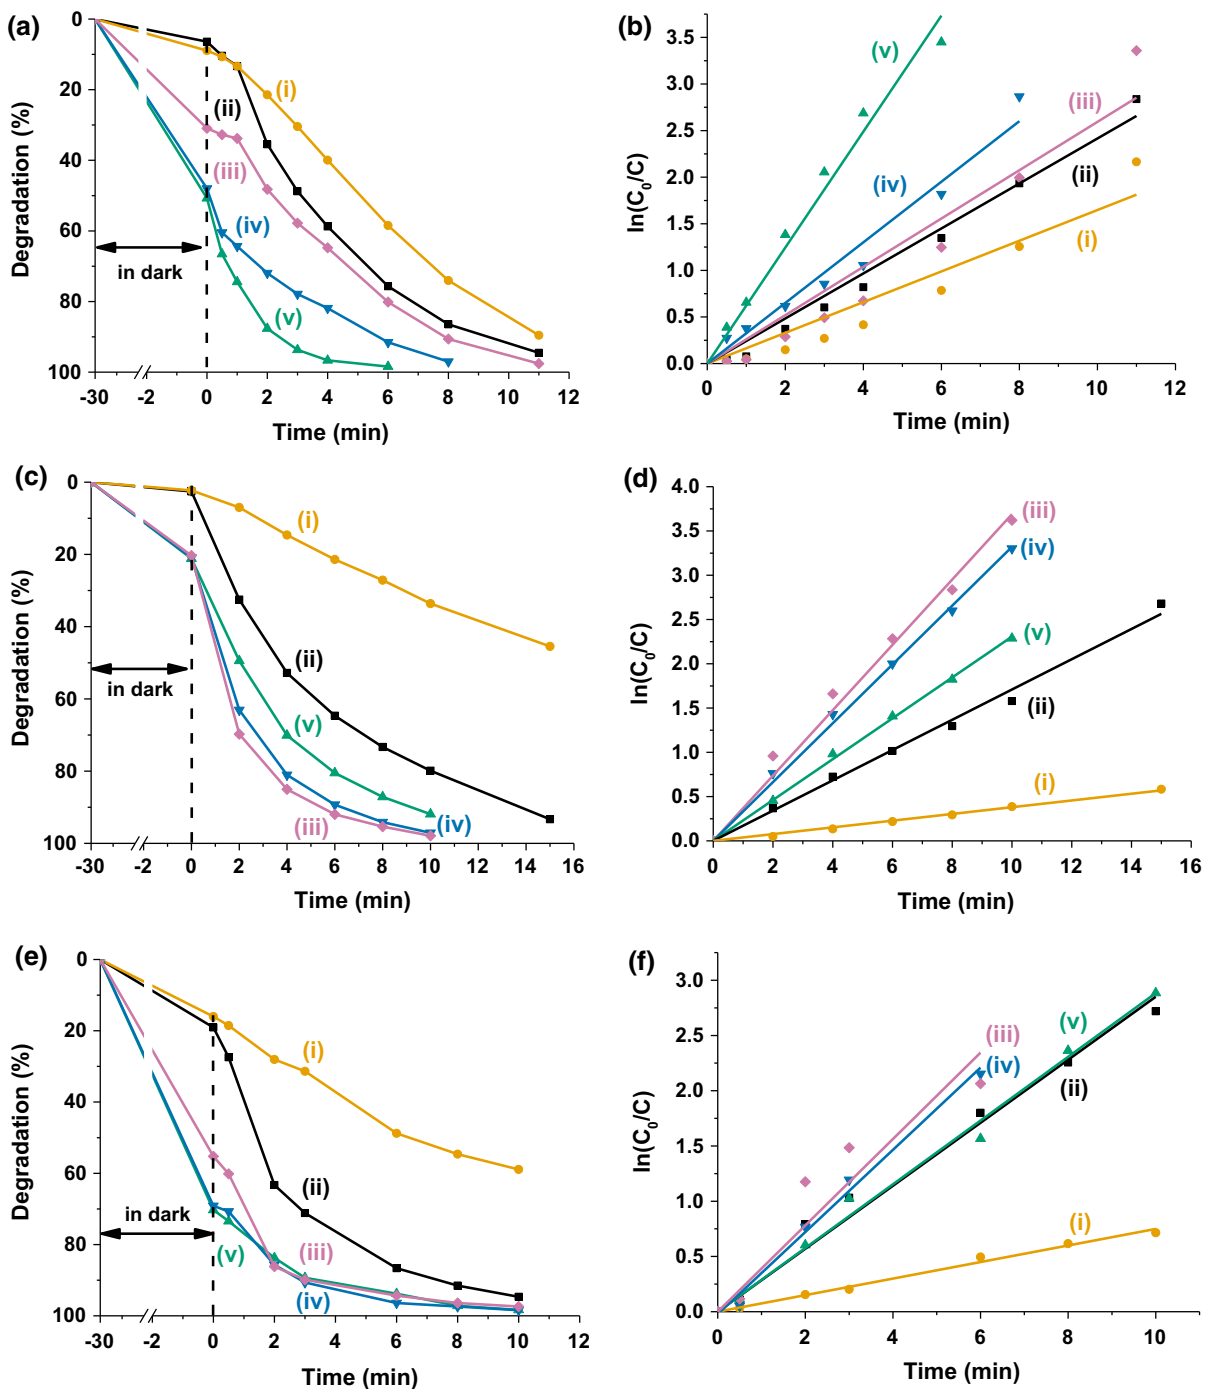 (a)
0
20
40
60
80
100
Degradation (%)
(i)
(ii)
(iii)
(iv)
(v)
in dark
-30 -2 0 2 4 6 8 10 12
Time (min)
(b)
3.5
3.0
2.5
2.0
1.5
1.0
0.5
0.0
ln(C₀/C)
(v)
(iv)
(iii)
(ii)
(i)
0 2 4 6 8 10 12
Time (min)
(c)
0
20
40
60
80
100
Degradation (%)
(i)
(ii)
(v)
(iv)
(iii)
in dark
-30 -2 0 2 4 6 8 10 12 14 16
Time (min)
(d)
4.0
3.5
3.0
2.5
2.0
1.5
1.0
0.5
0.0
ln(C₀/C)
(iii)
(iv)
(v)
(ii)
(i)
0 2 4 6 8 10 12 14 16
Time (min)
(e)
0
20
40
60
80
100
Degradation (%)
(i)
(ii)
(iii)
(v)
(iv)
in dark
-30 -2 0 2 4 6 8 10 12
Time (min)
(f)
3.0
2.5
2.0
1.5
1.0
0.5
0.0
ln(C₀/C)
(v)
(iii)
(iv)
(ii)
(i)
0 2 4 6 8 10
Time (min)